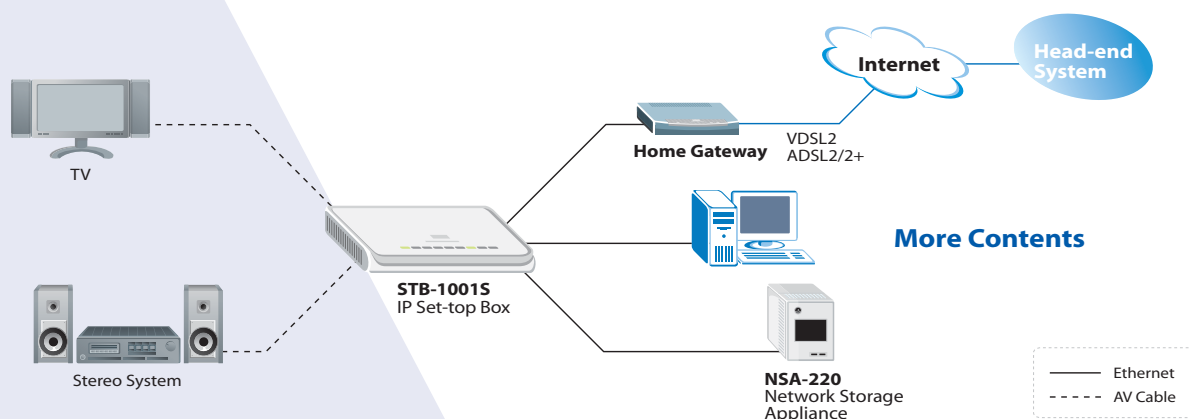 Internet
Head-end
System
TV
Home Gateway
VDSL2
ADSL2/2+
More Contents
STB-1001S
IP Set-top Box
Stereo System
NSA-220
Network Storage
Appliance
Ethernet
AV Cable